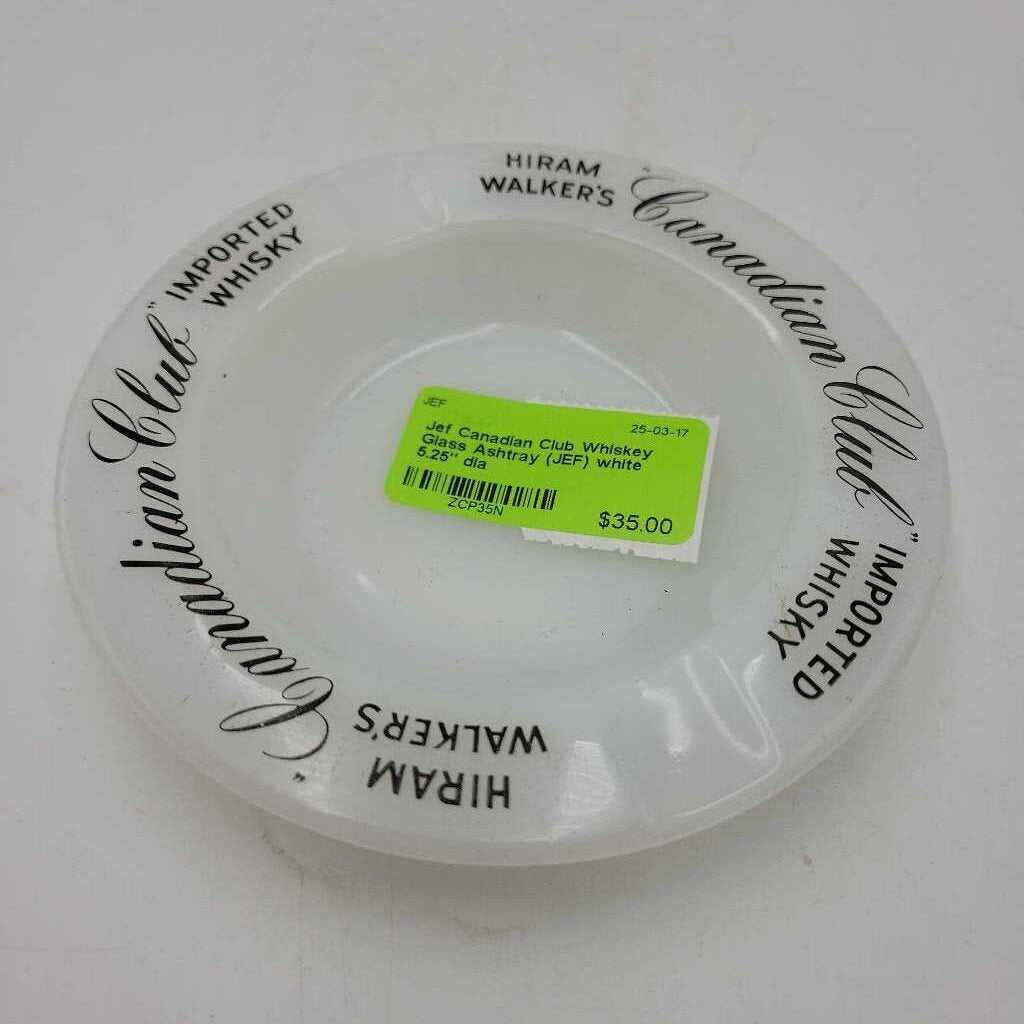 HIRAM
WALKER'S
"Canadian Club"
IMPORTED
WHISKY
HIRAM
WALKER'S
"Canadian Club"
IMPORTED
WHISKY
JEF
25-03-17
Jef Canadian Club Whiskey
Glass Ashtray (JEF) white
5.25" dia
ZCP35N
$35.00